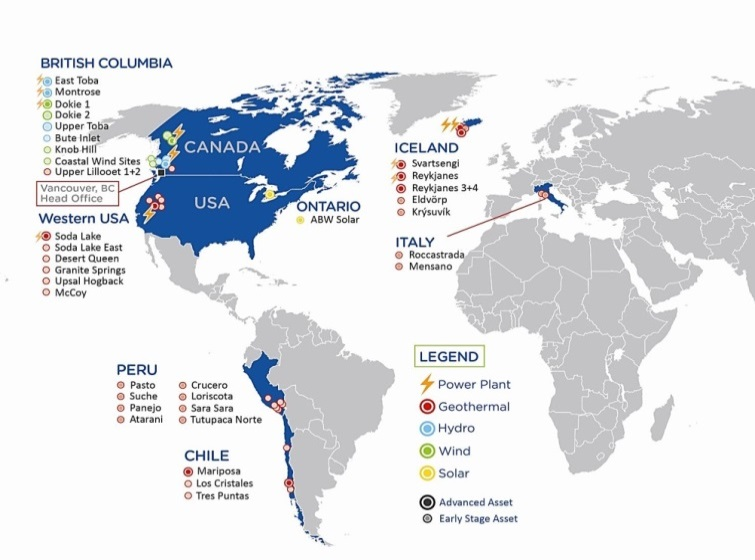 BRITISH COLUMBIA
East Toba
Montrose
Dokie 1
Dokie 2
Upper Toba
Bute Inlet
Knob Hill
Coastal Wind Sites
Upper Lillooet 1+2
Vancouver, BC
Head Office
Western USA
Soda Lake
Soda Lake East
Desert Queen
Granite Springs
Upsal Hogback
McCoy
CANADA
USA
ONTARIO
ABW Solar
ICELAND
Svartsengi
Reykjanes
Reykjanes 3+4
Eldvörp
Krýsuvík
ITALY
Roccastrada
Mensano
PERU
Pasto
Suche
Panejo
Atarani
Crucero
Loriscota
Sara Sara
Tutupaca Norte
CHILE
Mariposa
Los Cristales
Tres Puntas
LEGEND
Power Plant
Geothermal
Hydro
Wind
Solar
Advanced Asset
Early Stage Asset